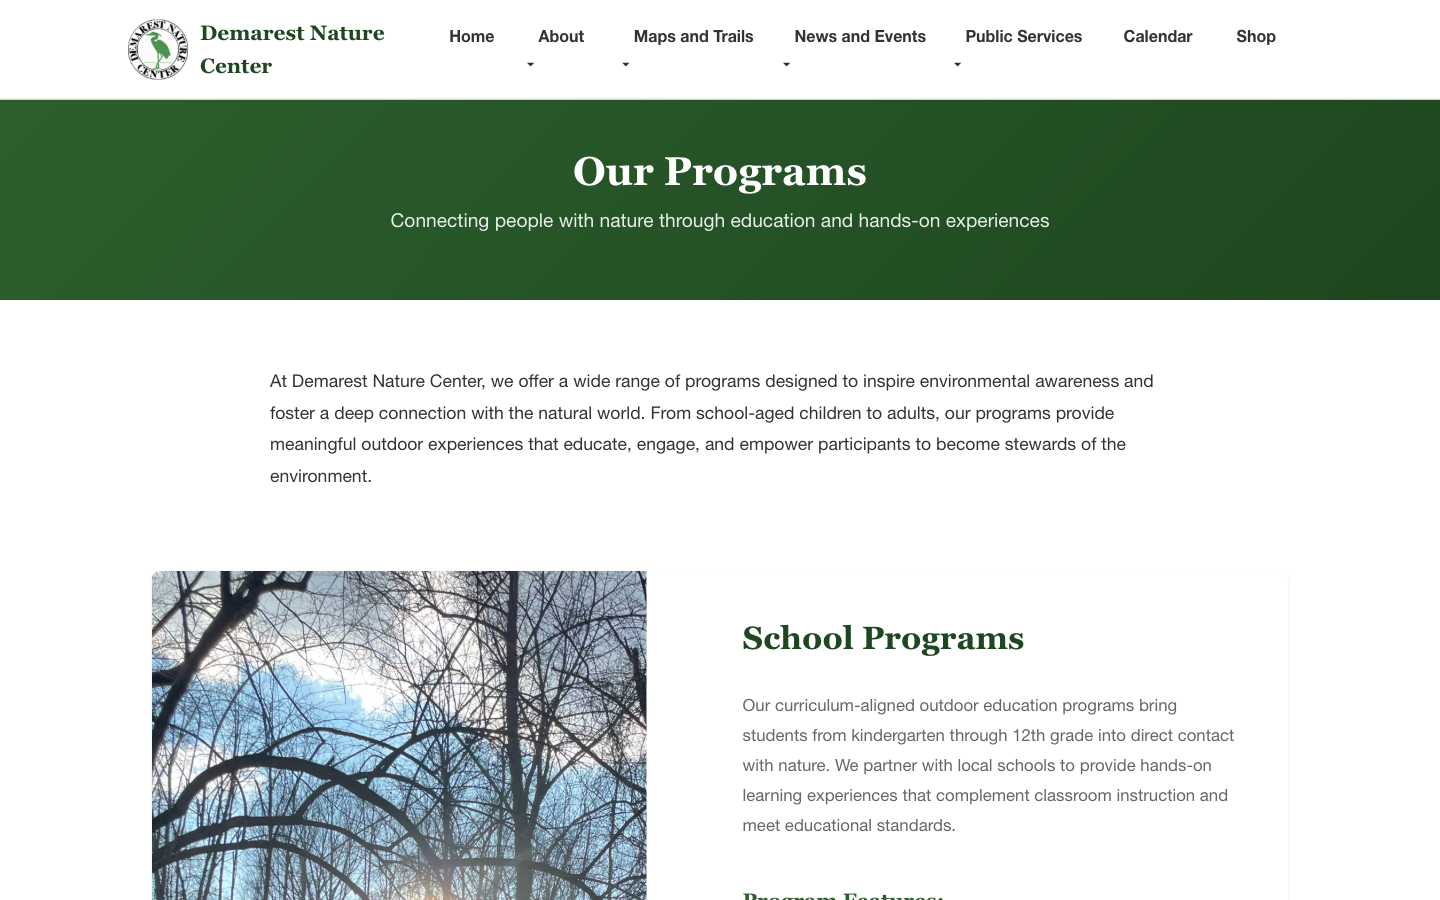 DEMAREST NATURE CENTER
Demarest Nature
Center
Home
About
Maps and Trails
News and Events
Public Services
Calendar
Shop
Our Programs
Connecting people with nature through education and hands-on experiences
At Demarest Nature Center, we offer a wide range of programs designed to inspire environmental awareness and
foster a deep connection with the natural world. From school-aged children to adults, our programs provide
meaningful outdoor experiences that educate, engage, and empower participants to become stewards of the
environment.
School Programs
Our curriculum-aligned outdoor education programs bring
students from kindergarten through 12th grade into direct contact
with nature. We partner with local schools to provide hands-on
learning experiences that complement classroom instruction and
meet educational standards.
Program Features: